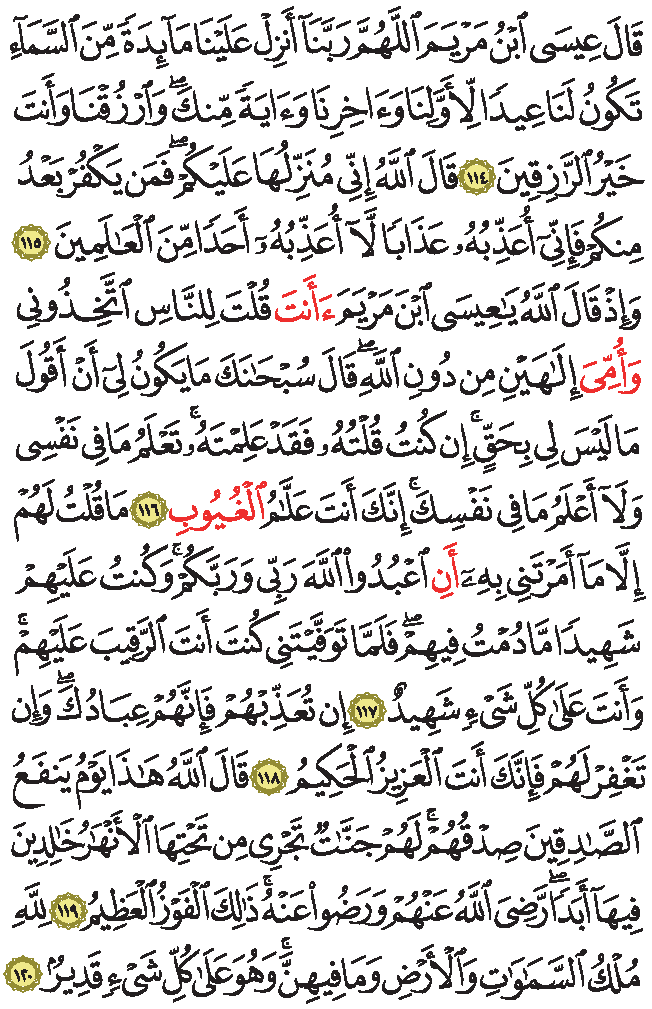 قَالَ عِيسَى ٱبْنُ مَرْيَمَ ٱللَّهُمَّ رَبَّنَآ أَنزِلْ عَلَيْنَا مَآئِدَةً مِّنَ ٱلسَّمَآءِ
تَكُونُ لَنَا عِيدًا لِّأَوَّلِنَا وَءَاخِرِنَا وَءَايَةً مِّنكَۖ وَٱرْزُقْنَا وَأَنتَ
خَيْرُ ٱلرَّٰزِقِينَ ١١٤ قَالَ ٱللَّهُ إِنِّى مُنَزِّلُهَا عَلَيْكُمْۖ فَمَن يَكْفُرْ بَعْدُ
مِنكُمْ فَإِنِّىٓ أُعَذِّبُهُۥ عَذَابًا لَّآ أُعَذِّبُهُۥٓ أَحَدًا مِّنَ ٱلْعَٰلَمِينَ ١١٥
وَإِذْ قَالَ ٱللَّهُ يَٰعِيسَى ٱبْنَ مَرْيَمَ ءَأَنتَ قُلْتَ لِلنَّاسِ ٱتَّخِذُونِى
وَأُمِّىَ إِلَٰهَيْنِ مِن دُونِ ٱللَّهِۖ قَالَ سُبْحَٰنَكَ مَا يَكُونُ لِىٓ أَنْ أَقُولَ
مَا لَيْسَ لِى بِحَقٍّۚ إِن كُنتُ قُلْتُهُۥ فَقَدْ عَلِمْتَهُۥۚ تَعْلَمُ مَا فِى نَفْسِى
وَلَآ أَعْلَمُ مَا فِى نَفْسِكَۚ إِنَّكَ أَنتَ عَلَّٰمُ ٱلْغُيُوبِ ١١٦ مَا قُلْتُ لَهُمْ
إِلَّا مَآ أَمَرْتَنِى بِهِۦٓ أَنِ ٱعْبُدُوا۟ ٱللَّهَ رَبِّى وَرَبَّكُمْۚ وَكُنتُ عَلَيْهِمْ
شَهِيدًا مَّا دُمْتُ فِيهِمْۖ فَلَمَّا تَوَفَّيْتَنِى كُنتَ أَنتَ ٱلرَّقِيبَ عَلَيْهِمْۚ
وَأَنتَ عَلَىٰ كُلِّ شَىْءٍ شَهِيدٌ ١١٧ إِن تُعَذِّبْهُمْ فَإِنَّهُمْ عِبَادُكَۖ وَإِن
تَغْفِرْ لَهُمْ فَإِنَّكَ أَنتَ ٱلْعَزِيزُ ٱلْحَكِيمُ ١١٨ قَالَ ٱللَّهُ هَٰذَا يَوْمُ يَنفَعُ
ٱلصَّٰدِقِينَ صِدْقُهُمْۚ لَهُمْ جَنَّٰتٌ تَجْرِى مِن تَحْتِهَا ٱلْأَنْهَٰرُ خَٰلِدِينَ
فِيهَآ أَبَدًاۖ رَّضِىَ ٱللَّهُ عَنْهُمْ وَرَضُوا۟ عَنْهُۚ ذَٰلِكَ ٱلْفَوْزُ ٱلْعَظِيمُ ١١٩ لِلَّهِ
مُلْكُ ٱلسَّمَٰوَٰتِ وَٱلْأَرْضِ وَمَا فِيهِنَّۚ وَهُوَ عَلَىٰ كُلِّ شَىْءٍ قَدِيرٌۢ ١٢٠